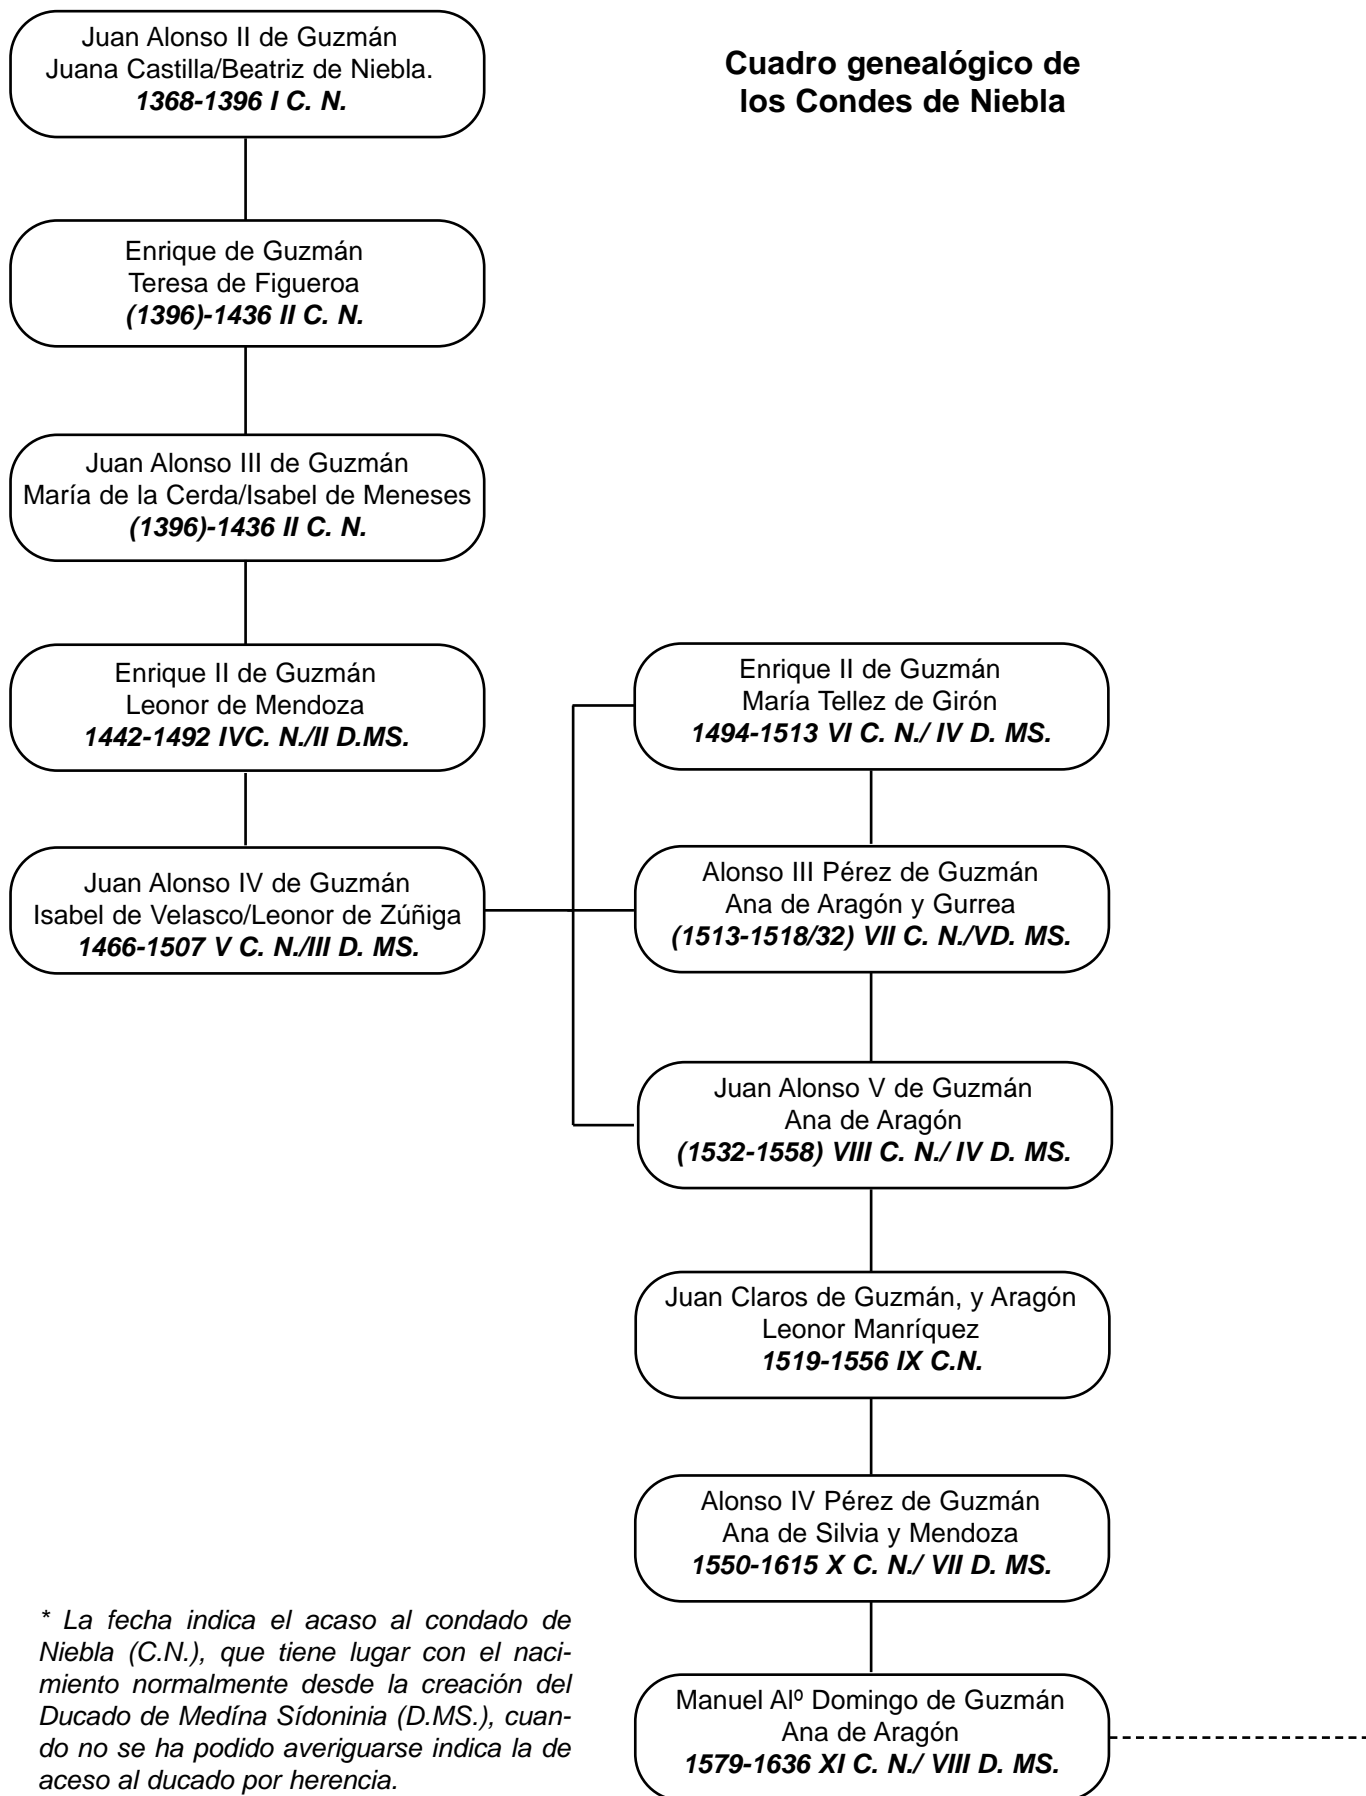 Cuadro genealógico de
los Condes de Niebla
Juan Alonso II de Guzmán
Juana Castilla/Beatriz de Niebla.
1368-1396 I C. N.
Enrique de Guzmán
Teresa de Figueroa
(1396)-1436 II C. N.
Juan Alonso III de Guzmán
María de la Cerda/Isabel de Meneses
(1396)-1436 II C. N.
Enrique II de Guzmán
Leonor de Mendoza
1442-1492 IVC. N./II D.MS.
Juan Alonso IV de Guzmán
Isabel de Velasco/Leonor de Zúñiga
1466-1507 V C. N./III D. MS.
Enrique II de Guzmán
María Tellez de Girón
1494-1513 VI C. N./ IV D. MS.
Alonso III Pérez de Guzmán
Ana de Aragón y Gurrea
(1513-1518/32) VII C. N./VD. MS.
Juan Alonso V de Guzmán
Ana de Aragón
(1532-1558) VIII C. N./ IV D. MS.
Juan Claros de Guzmán, y Aragón
Leonor Manríquez
1519-1556 IX C.N.
Alonso IV Pérez de Guzmán
Ana de Silvia y Mendoza
1550-1615 X C. N./ VII D. MS.
Manuel Alº Domingo de Guzmán
Ana de Aragón
1579-1636 XI C. N./ VIII D. MS.
* La fecha indica el acaso al condado de
Niebla (C.N.), que tiene lugar con el naci-
miento normalmente desde la creación del
Ducado de Medína Sídoninia (D.MS.), cuan-
do no se ha podido averiguarse indica la de
aceso al ducado por herencia.